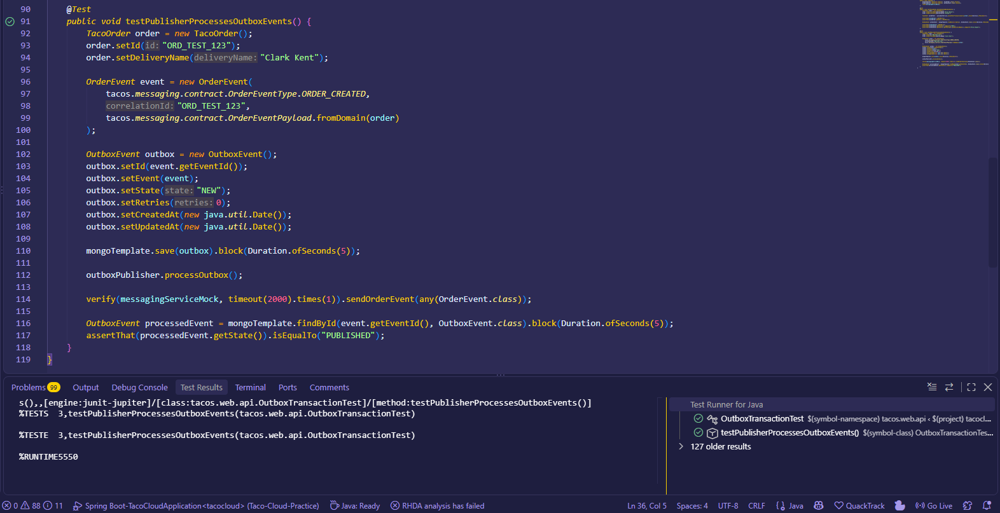 90 @Test
91 public void testPublisherProcessesOutboxEvents() {
92 TacoOrder order = new TacoOrder();
93 order.setId(id: "ORD_TEST_123");
94 order.setDeliveryName(deliveryName: "Clark Kent");
95
96 OrderEvent event = new OrderEvent(
97 tacos.messaging.contract.OrderEventType.ORDER_CREATED,
98 correlationId: "ORD_TEST_123",
99 tacos.messaging.contract.OrderEventPayload.fromDomain(order)
100 );
101
102 OutboxEvent outbox = new OutboxEvent();
103 outbox.setId(event.getEventId());
104 outbox.setEvent(event);
105 outbox.setState(state: "NEW");
106 outbox.setRetries(retries: 0);
107 outbox.setCreatedAt(new java.util.Date());
108 outbox.setUpdatedAt(new java.util.Date());
109
110 mongoTemplate.save(outbox).block(Duration.ofSeconds(5));
111
112 outboxPublisher.processOutbox();
113
114 verify(messagingServiceMock, timeout(2000).times(1)).sendOrderEvent(any(OrderEvent.class));
115
116 OutboxEvent processedEvent = mongoTemplate.findById(event.getEventId(), OutboxEvent.class).block(Duration.ofSeconds(5));
117 assertThat(processedEvent.getState()).isEqualTo("PUBLISHED");
118 }
119 }
Problems 99 Output Debug Console Test Results Terminal Ports Comments
s(),,[engine:junit-jupiter]/[class:tacos.web.api.OutboxTransactionTest]/[method:testPublisherProcessesOutboxEvents()]
%TESTS 3,testPublisherProcessesOutboxEvents(tacos.web.api.OutboxTransactionTest)
%TESTE 3,testPublisherProcessesOutboxEvents(tacos.web.api.OutboxTransactionTest)
%RUNTIME5550
Test Runner for Java
OutboxTransactionTest $(symbol-namespace) tacos.web.api ‹ $(project) tacocl...
testPublisherProcessesOutboxEvents() $(symbol-class) OutboxTransactionTes...
127 older results
0 88 11 Spring Boot-TacoCloudApplication<tacocloud> (Taco-Cloud-Practice) Java: Ready RHDA analysis has failed Ln 36, Col 5 Spaces: 4 UTF-8 CRLF {} Java QuackTrack Go Live